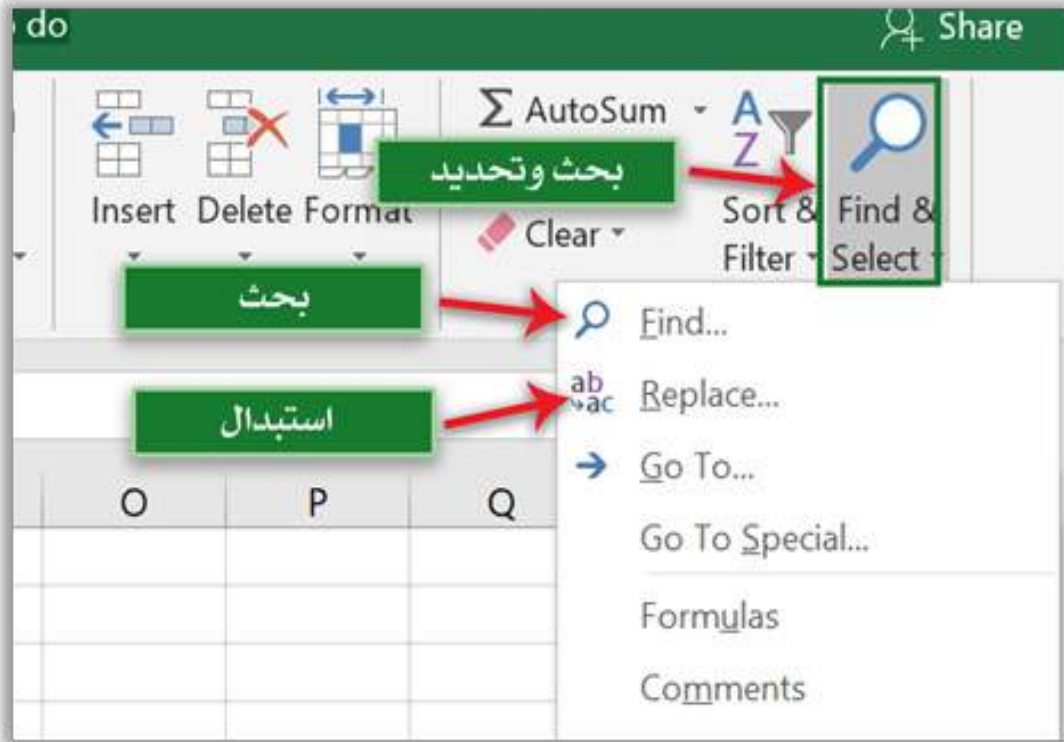 do
Share
AutoSum
بحث وتحديد
Insert Delete Format
Clear
Sort &
Filter
Find &
Select
بحث
Find...
استبدال
Replace...
Go To...
O P Q
Go To Special...
Formulas
Comments